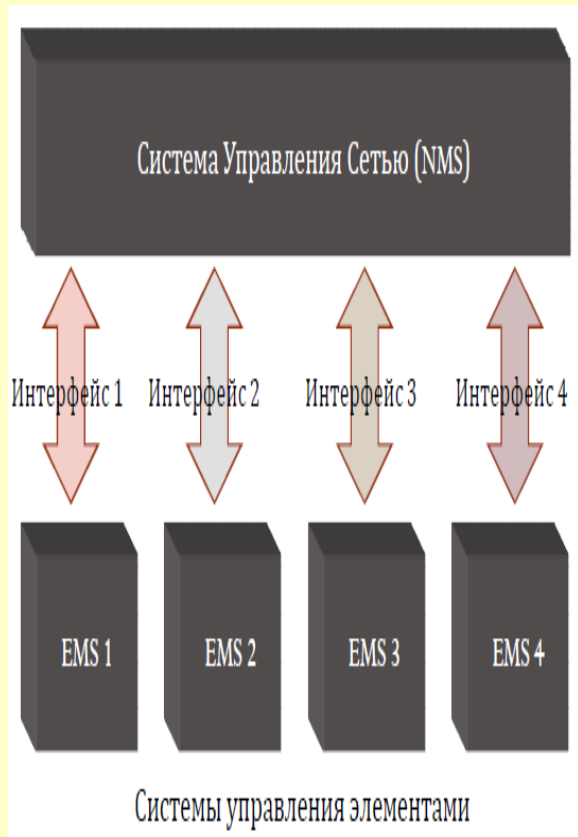 Система Управления Сетью (NMS)
Интерфейс 1 Интерфейс 2 Интерфейс 3 Интерфейс 4
EMS 1 EMS 2 EMS 3 EMS 4
Системы управления элементами